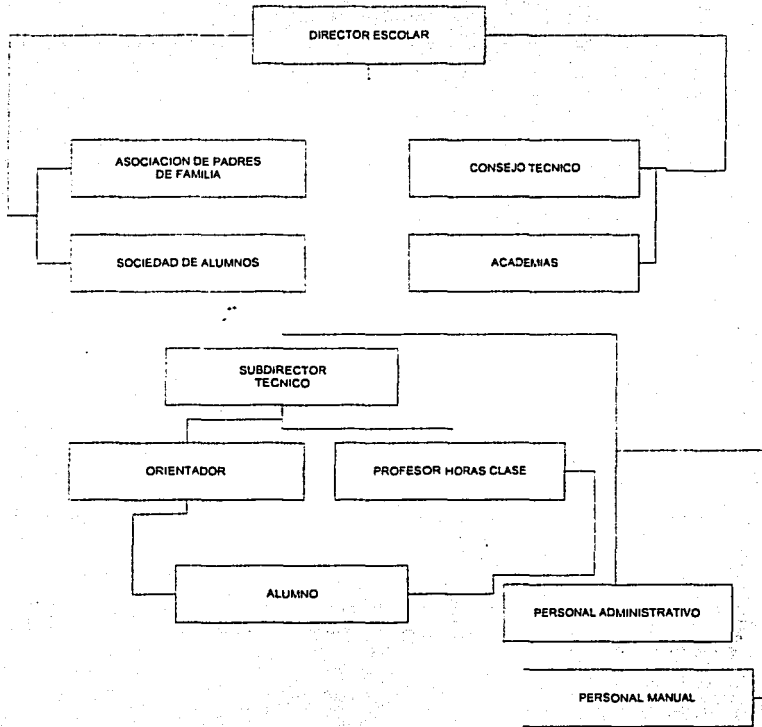 DIRECTOR ESCOLAR
ASOCIACION DE PADRES
DE FAMILIA
CONSEJO TECNICO
SOCIEDAD DE ALUMNOS
ACADEMIAS
SUBDIRECTOR
TECNICO
ORIENTADOR
PROFESOR HORAS CLASE
ALUMNO
PERSONAL ADMINISTRATIVO
PERSONAL MANUAL